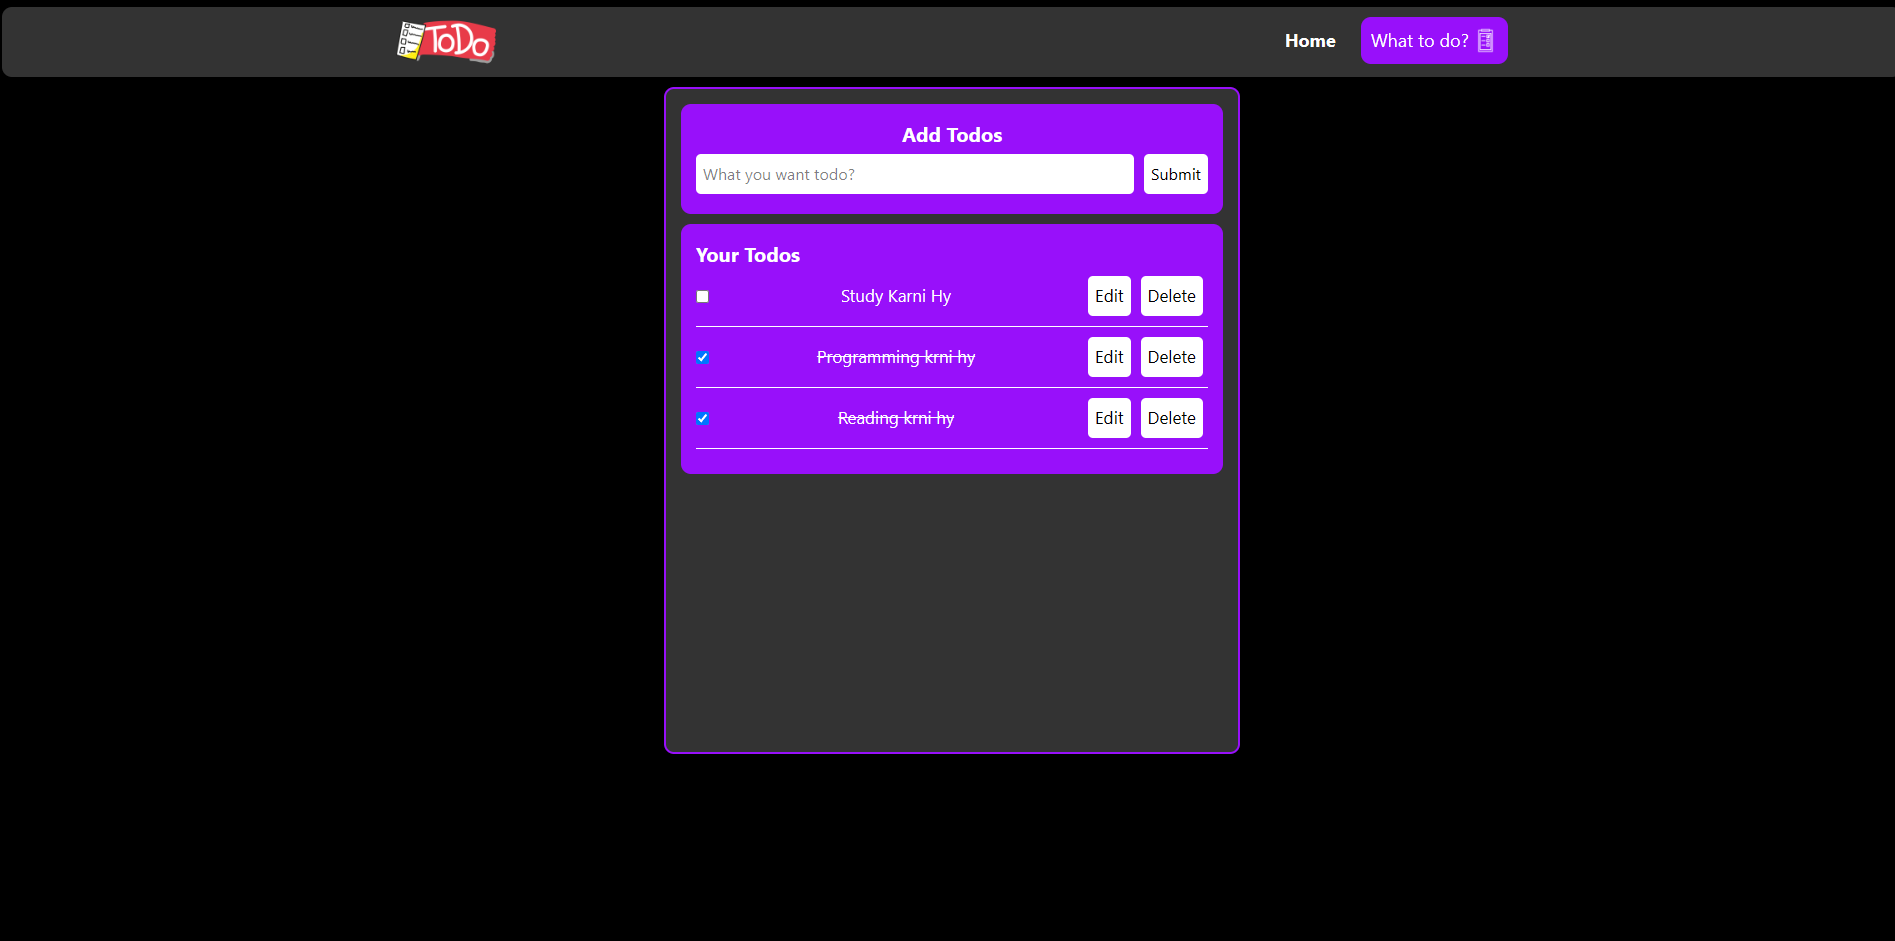 ToDo
Home
What to do?
Add Todos
What you want todo?
Submit
Your Todos
Study Karni Hy
Edit
Delete
Programming krni hy
Edit
Delete
Reading krni hy
Edit
Delete